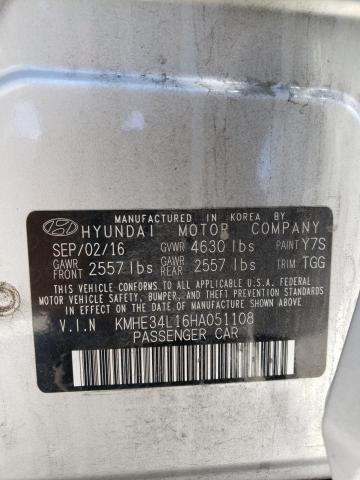 MANUFACTURED IN KOREA BY
HYUNDAI MOTOR COMPANY
SEP/02/16 GVWR 4630 lbs PAINT Y7S
GAWR FRONT 2557 lbs GAWR REAR 2557 lbs TRIM TGG
THIS VEHICLE CONFORMS TO ALL APPLICABLE U.S.A. FEDERAL
MOTOR VEHICLE SAFETY, BUMPER, AND THEFT PREVENTION
STANDARDS IN EFFECT ON THE DATE OF MANUFACTURE SHOWN ABOVE.
V.I.N KMHE34L16HA051108
PASSENGER CAR